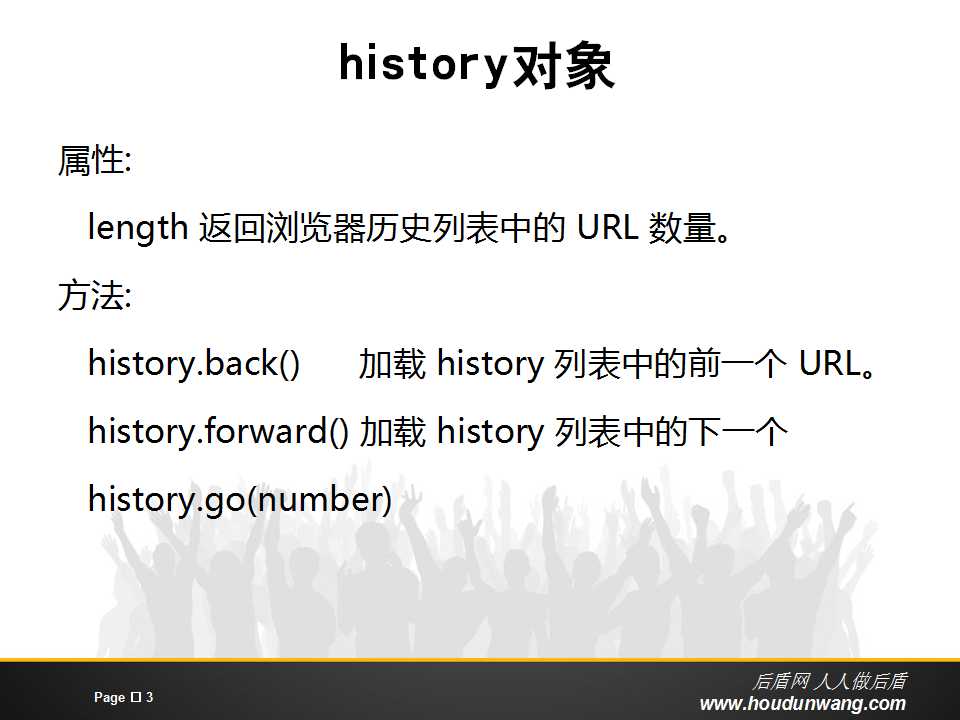 history对象
属性:
length 返回浏览器历史列表中的 URL 数量。
方法:
history.back() 加载 history 列表中的前一个 URL。
history.forward() 加载 history 列表中的下一个
history.go(number)
Page □ 3
后盾网 人人做后盾
www.houdunwang.com